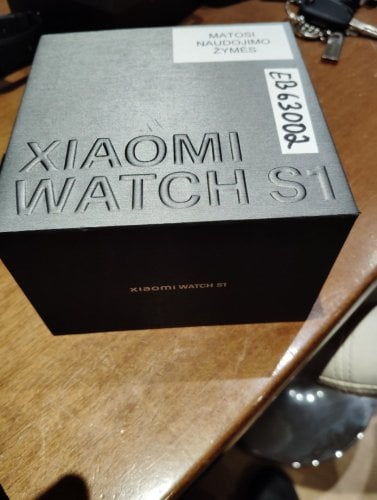 MATOSI
NAUDOJIMO
ŽYMĖS
EB63002
XIAOMI
WATCH S1
xiaomi WATCH S1